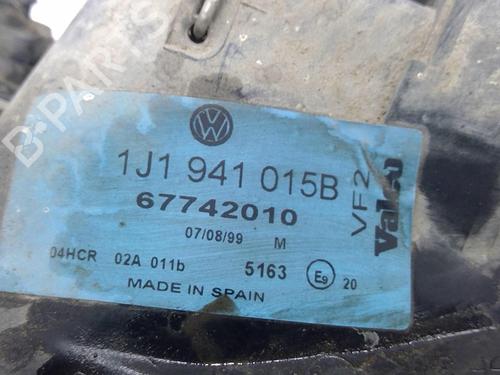 B-PARTS
VW
1J1 941 015B
67742010
07/08/99 M
04HCR 02A 011b 5163 E9 20
MADE IN SPAIN
VF2
Valeo